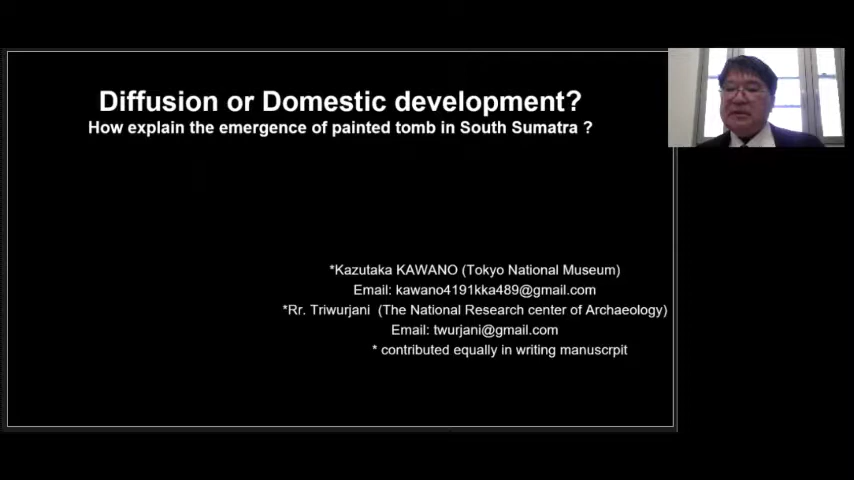 Diffusion or Domestic development?
How explain the emergence of painted tomb in South Sumatra ?
*Kazutaka KAWANO (Tokyo National Museum)
Email: kawano4191kka489@gmail.com
*Rr. Triwurjani (The National Research center of Archaeology)
Email: twurjani@gmail.com
* contributed equally in writing manuscrpit